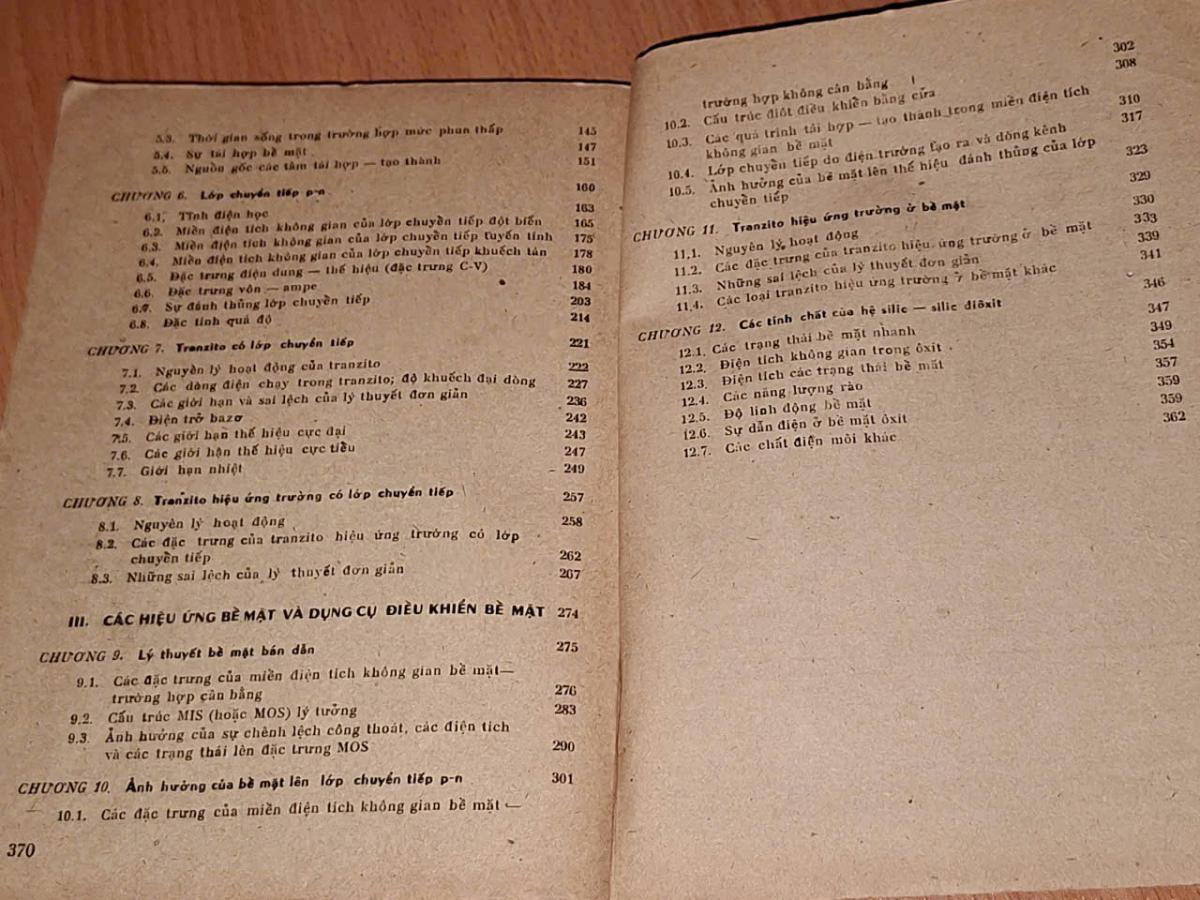 5.3. Thời gian sống trong trường hợp mức phun thấp 145
5.4. Sự tái hợp bề mặt 147
5.5. Nguồn gốc các tâm tái hợp — tạo thành 151
CHƯƠNG 6. Lớp chuyển tiếp p-n 160
6.1. Tĩnh điện học 163
6.2. Miền điện tích không gian của lớp chuyển tiếp đột biến 165
6.3. Miền điện tích không gian của lớp chuyển tiếp tuyến tính 175
6.4. Miền điện tích không gian của lớp chuyển tiếp khuếch tán 178
6.5. Đặc trưng điện dung — thế hiệu (đặc trưng C-V) 180
6.6. Đặc trưng vôn — ampe 184
6.7. Sự đánh thủng lớp chuyển tiếp 203
6.8. Đặc tính quá độ 214
CHƯƠNG 7. Tranzito có lớp chuyển tiếp 221
7.1. Nguyên lý hoạt động của tranzito 222
7.2. Các dòng điện chạy trong tranzito; độ khuếch đại dòng 227
7.3. Các giới hạn và sai lệch của lý thuyết đơn giản 236
7.4. Điện trở bazơ 242
7.5. Các giới hạn thế hiệu cực đại 243
7.6. Các giới hạn thế hiệu cực tiểu 247
7.7. Giới hạn nhiệt 249
CHƯƠNG 8. Tranzito hiệu ứng trường có lớp chuyển tiếp 257
8.1. Nguyên lý hoạt động 258
8.2. Các đặc trưng của tranzito hiệu ứng trường có lớp
chuyển tiếp 262
8.3. Những sai lệch của lý thuyết đơn giản 267
III. CÁC HIỆU ỨNG BỀ MẶT VÀ DỤNG CỤ ĐIỀU KHIỂN BỀ MẶT 274
CHƯƠNG 9. Lý thuyết bề mặt bán dẫn 275
9.1. Các đặc trưng của miền điện tích không gian bề mặt—
trường hợp cân bằng 276
9.2. Cấu trúc MIS (hoặc MOS) lý tưởng 283
9.3. Ảnh hưởng của sự chênh lệch công thoát, các điện tích
và các trạng thái lên đặc trưng MOS 290
CHƯƠNG 10. Ảnh hưởng của bề mặt lên lớp chuyển tiếp p-n 301
10.1. Các đặc trưng của miền điện tích không gian bề mặt —
370
trường hợp không cân bằng 302
10.2. Cấu trúc điôt điều khiển bằng cửa 308
10.3. Các quá trình tái hợp — tạo thành trong miền điện tích
không gian bề mặt 310
10.4. Lớp chuyển tiếp do điện trường tạo ra và dòng kênh 317
10.5. Ảnh hưởng của bề mặt lên thế hiệu đánh thủng của lớp
chuyển tiếp 323
CHƯƠNG 11. Tranzito hiệu ứng trường ở bề mặt 329
11.1. Nguyên lý hoạt động 330
11.2. Các đặc trưng của tranzito hiệu ứng trường ở bề mặt 333
11.3. Những sai lệch của lý thuyết đơn giản 339
11.4. Các loại tranzito hiệu ứng trường ở bề mặt khác 341
CHƯƠNG 12. Các tính chất của hệ silic — silic điôxit 346
12.1. Các trạng thái bề mặt nhanh 347
12.2. Điện tích không gian trong ôxit 349
12.3. Điện tích các trạng thái bề mặt 354
12.4. Các năng lượng rào 357
12.5. Độ linh động bề mặt 359
12.6. Sự dẫn điện ở bề mặt ôxit 359
12.7. Các chất điện môi khác 362